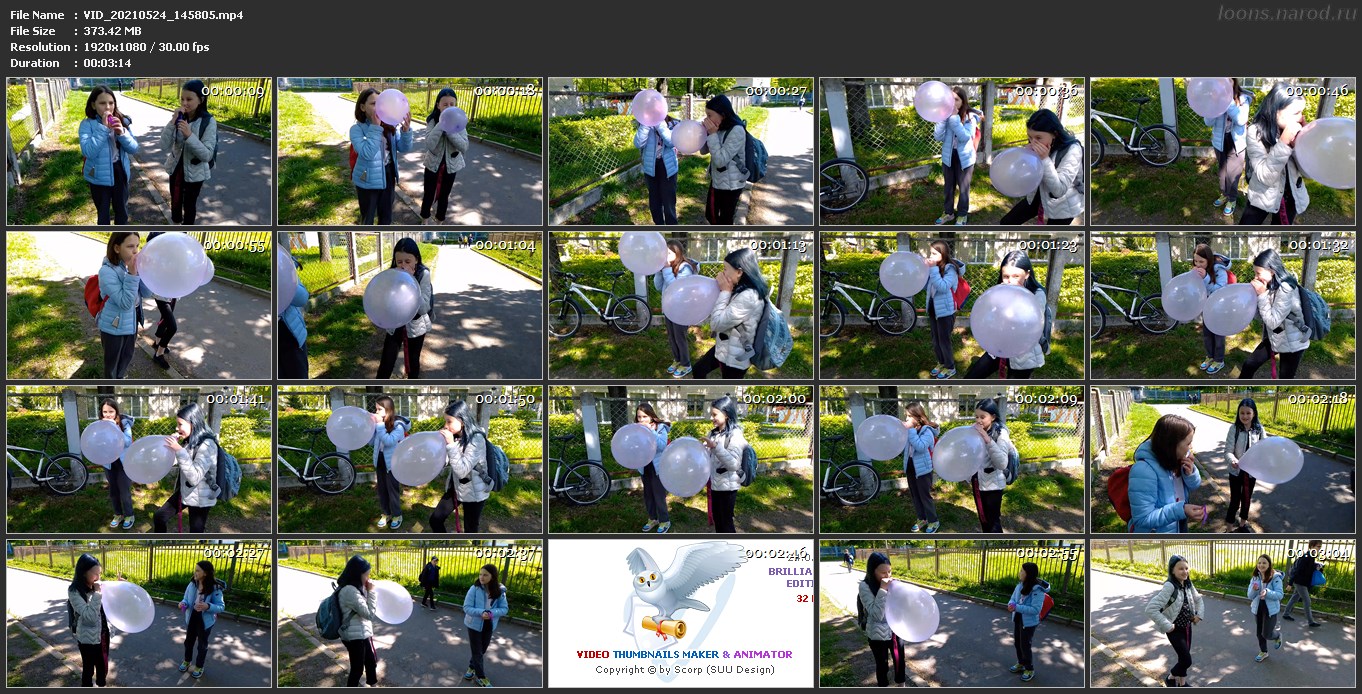 File Name : VID_20210524_145805.mp4
loons.narod.ru
File Size : 373.42 MB
Resolution : 1920x1080 / 30.00 fps
Duration : 00:03:14
00:00:09
00:00:18
00:00:27
00:00:36
00:00:46
00:00:55
00:01:04
00:01:13
00:01:23
00:01:32
00:01:41
00:01:50
00:02:00
00:02:09
00:02:18
00:02:27
00:02:37
00:02:46
BRILLIA
EDIT
32
VIDEO THUMBNAILS MAKER & ANIMATOR
Copyright © by Scorp (SUU Design)
00:02:55
00:03:04